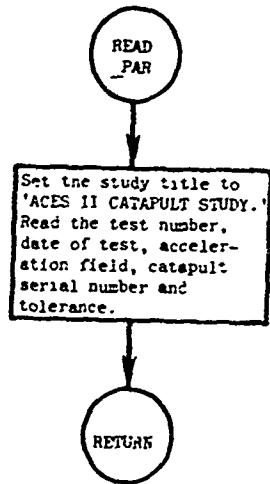 READ
_PAR
Set the study title to
'ACES II CATAPULT STUDY.'
Read the test number,
date of test, acceler-
ation field, catapult
serial number and
tolerance.
RETURN